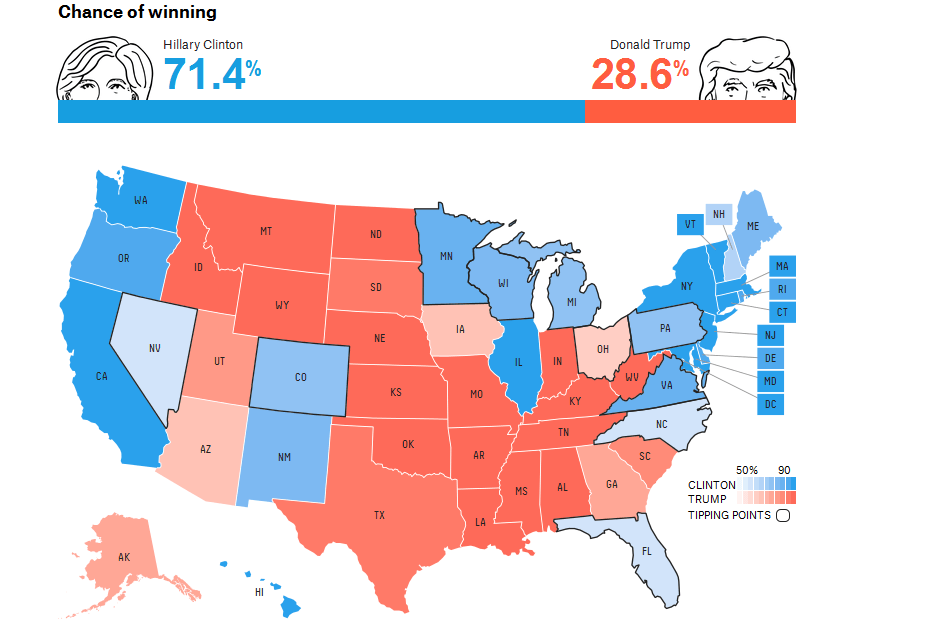 Chance of winning
Hillary Clinton
71.4%
Donald Trump
28.6%
WA
MT
ND
MN
OR
ID
SD
WI
WY
NV
UT
CO
NE
IA
CA
AZ
NM
KS
OK
TX
MO
AR
LA
IL
MI
IN
OH
KY
TN
MS
AL
GA
SC
NC
FL
WV
VA
PA
NY
VT
NH
ME
MA
RI
CT
NJ
DE
MD
DC
AK
HI
50% 90
CLINTON
TRUMP
TIPPING POINTS